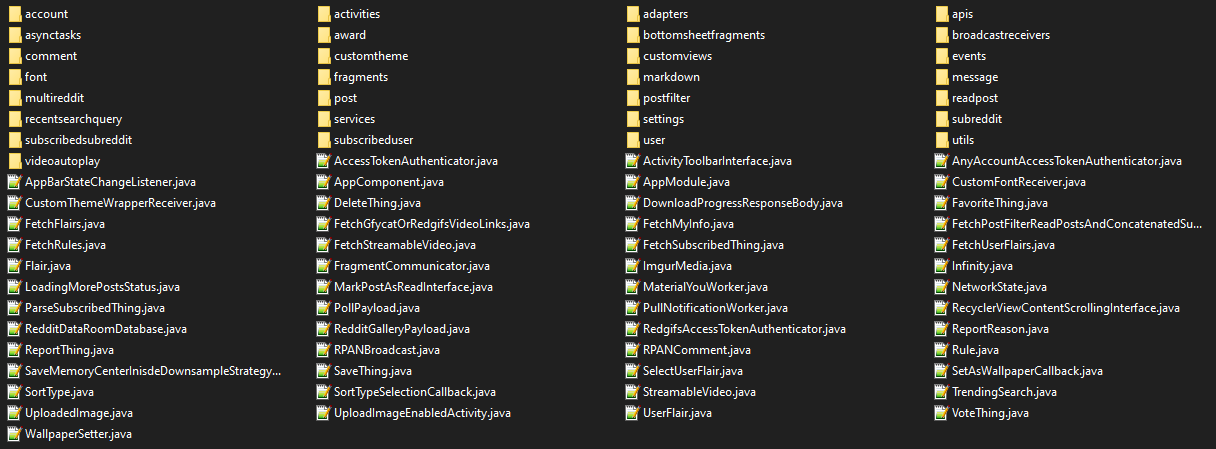 account activities adapters apis
asynctasks award bottomsheetfragments broadcastreceivers
comment customtheme customviews events
font fragments markdown message
multireddit post postfilter readpost
recentsearchquery services settings subreddit
subscribedsubreddit subscribeduser user utils
videoautoplay AccessTokenAuthenticator.java ActivityToolbarInterface.java AnyAccountAccessTokenAuthenticator.java
AppBarStateChangeListener.java AppComponent.java AppModule.java CustomFontReceiver.java
CustomThemeWrapperReceiver.java DeleteThing.java DownloadProgressResponseBody.java FavoriteThing.java
FetchFlairs.java FetchGfycatOrRedgifsVideoLinks.java FetchMyInfo.java FetchPostFilterReadPostsAndConcatenatedSu...
FetchRules.java FetchStreamableVideo.java FetchSubscribedThing.java FetchUserFlairs.java
Flair.java FragmentCommunicator.java ImgurMedia.java Infinity.java
LoadingMorePostsStatus.java MarkPostAsReadInterface.java MaterialYouWorker.java NetworkState.java
ParseSubscribedThing.java PollPayload.java PullNotificationWorker.java RecyclerViewContentScrollingInterface.java
RedditDataRoomDatabase.java RedditGalleryPayload.java RedgifsAccessTokenAuthenticator.java ReportReason.java
ReportThing.java RPANBroadcast.java RPANComment.java Rule.java
SaveMemoryCenterInisdeDownsampleStrategy... SaveThing.java SelectUserFlair.java SetAsWallpaperCallback.java
SortType.java SortTypeSelectionCallback.java StreamableVideo.java TrendingSearch.java
UploadedImage.java UploadImageEnabledActivity.java UserFlair.java VoteThing.java
WallpaperSetter.java